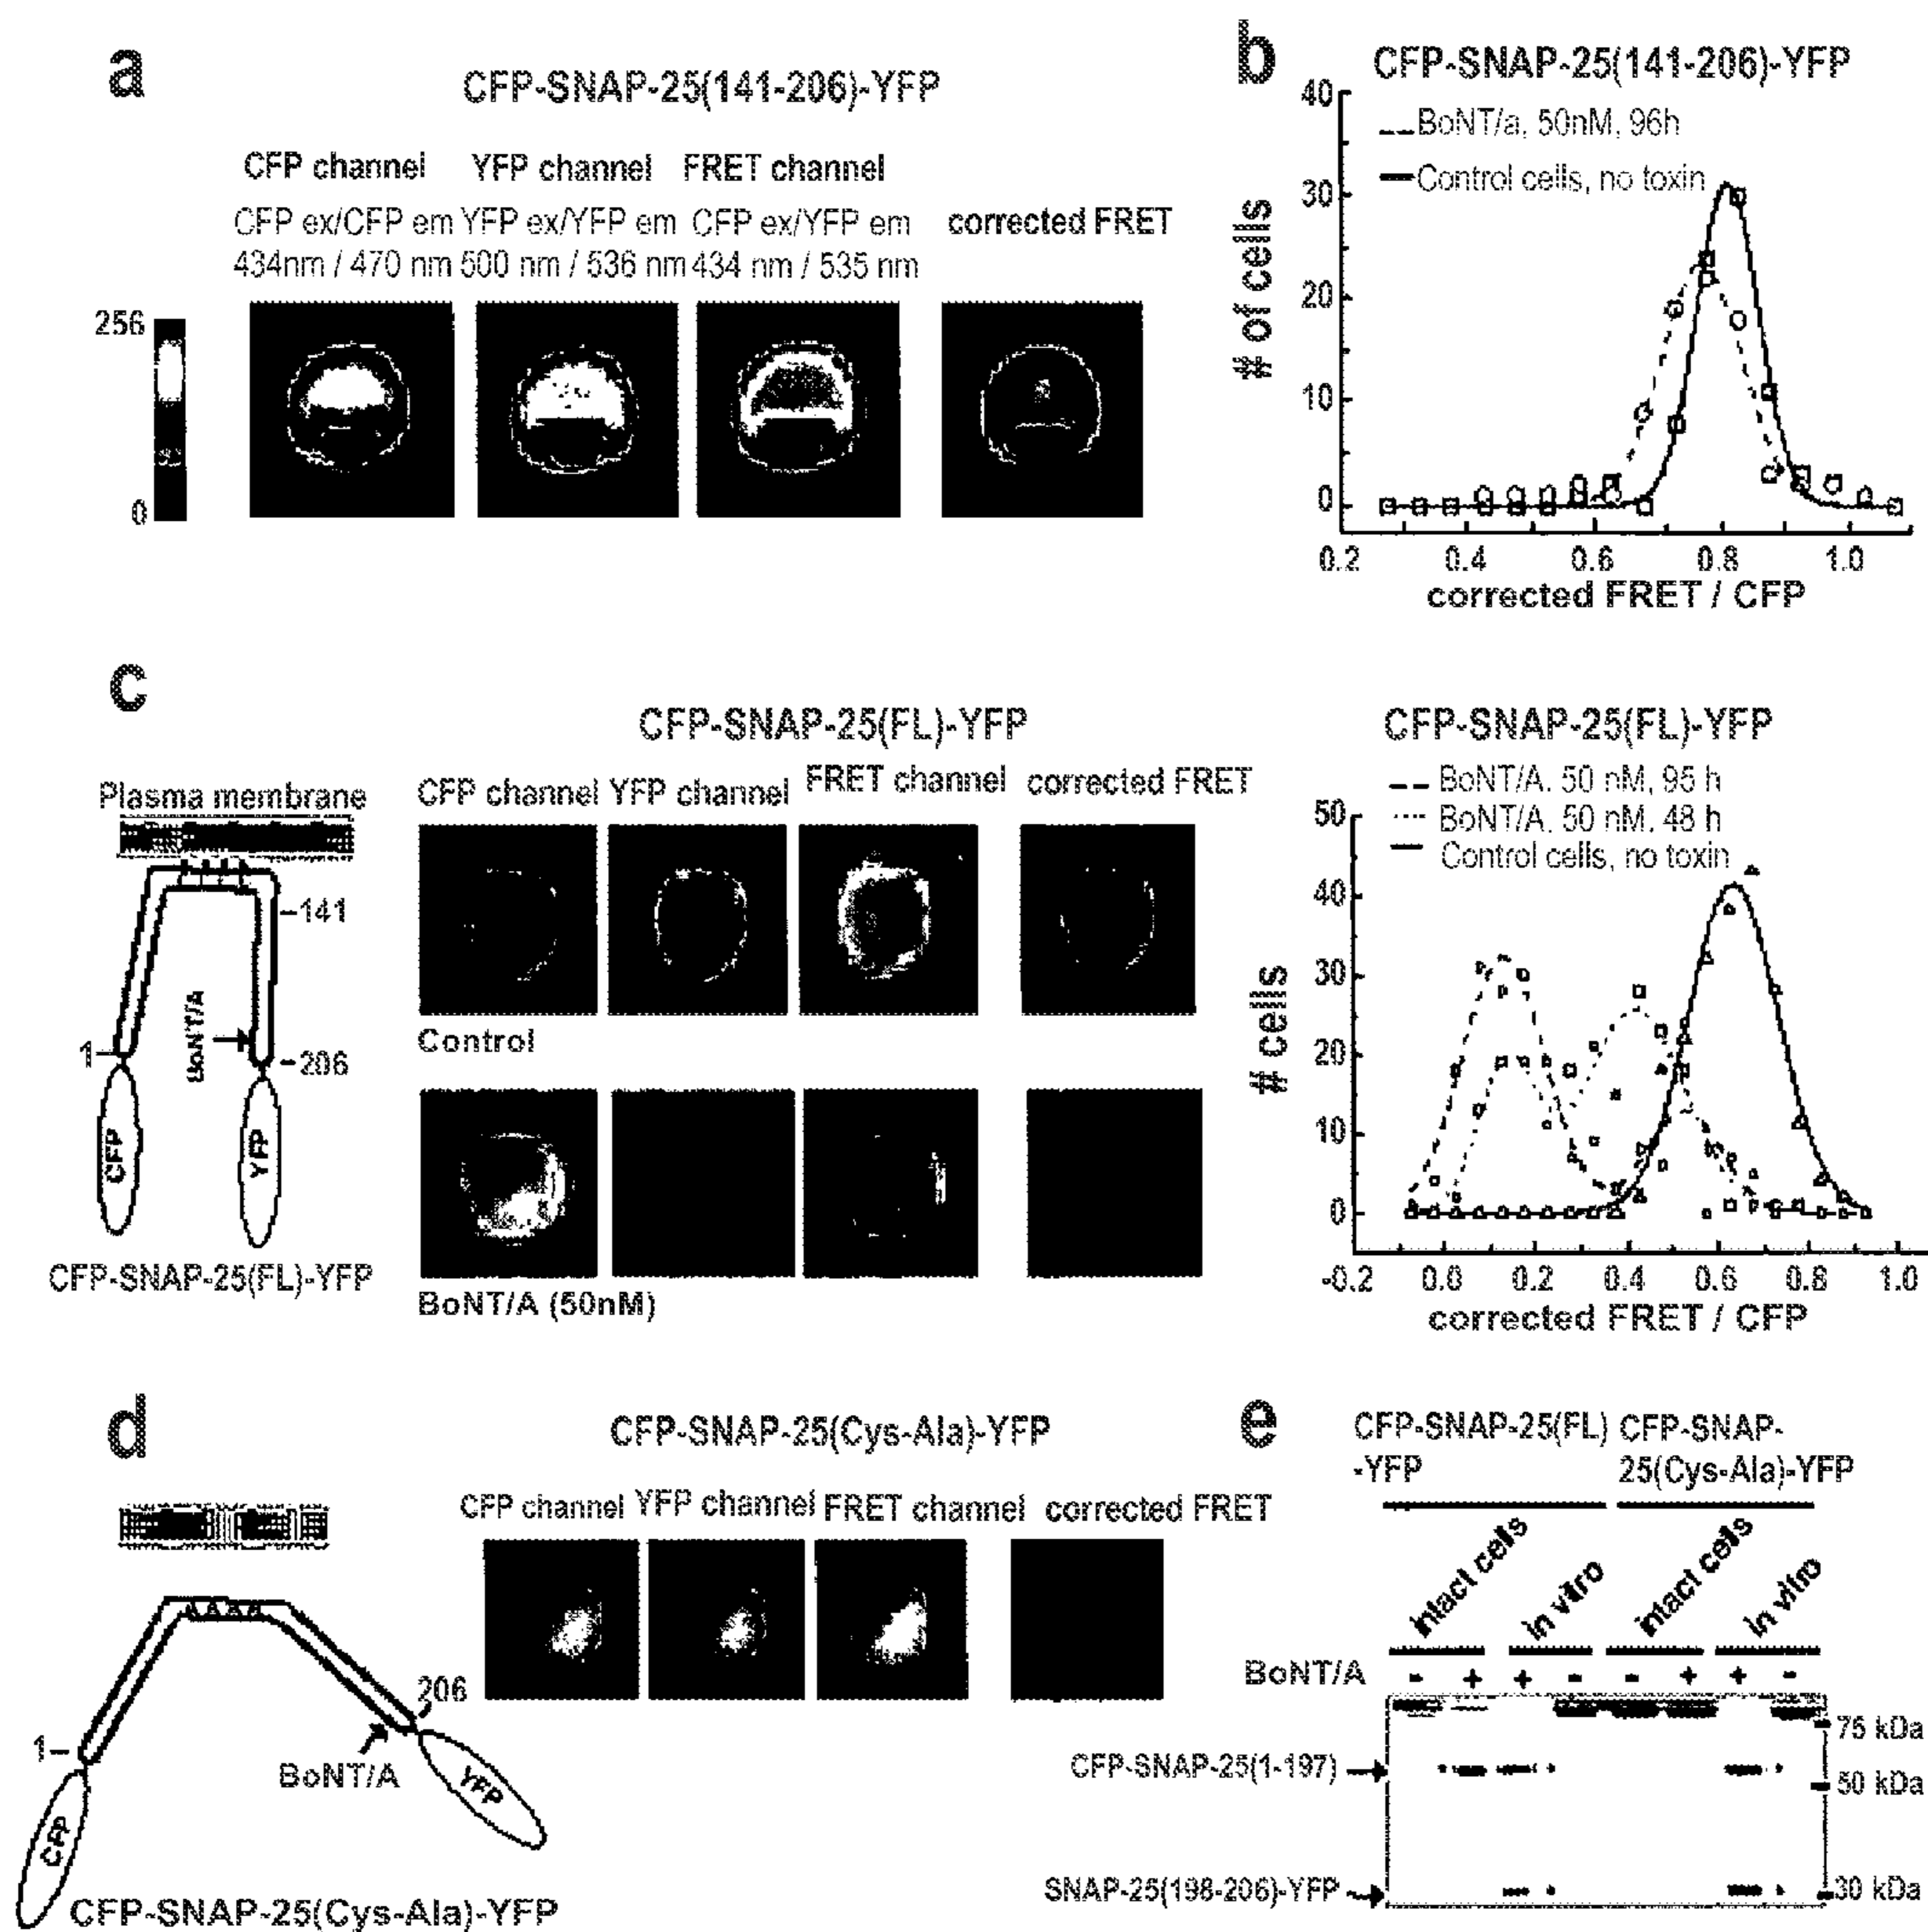 a
CFP-SNAP-25(141-206)-YFP
CFP channel YFP channel FRET channel
CFP ex/CFP em YFP ex/YFP em CFP ex/YFP em corrected FRET
434nm / 470 nm 500 nm / 536 nm 434 nm / 535 nm
256
0
b
CFP-SNAP-25(141-206)-YFP
BoNT/a, 50nM, 96h
Control cells, no toxin
# of cells
40
30
20
10
0
0.2 0.4 0.6 0.8 1.0
corrected FRET / CFP
c
CFP-SNAP-25(FL)-YFP
Plasma membrane
CFP channel YFP channel FRET channel corrected FRET
141
BoNT/A
1
206
CFP
YFP
CFP-SNAP-25(FL)-YFP
Control
BoNT/A (50nM)
CFP-SNAP-25(FL)-YFP
BoNT/A. 50 nM, 95 h
BoNT/A. 50 nM, 48 h
Control cells, no toxin
# cells
50
40
30
20
10
0
-0.2 0.0 0.2 0.4 0.6 0.8 1.0
corrected FRET / CFP
d
CFP-SNAP-25(Cys-Ala)-YFP
CFP channel YFP channel FRET channel corrected FRET
A A A A
206
1
BoNT/A
CFP
YFP
CFP-SNAP-25(Cys-Ala)-YFP
e
CFP-SNAP-25(FL) CFP-SNAP-
-YFP 25(Cys-Ala)-YFP
intact cells in vitro intact cells in vitro
BoNT/A - + + - - + + -
75 kDa
CFP-SNAP-25(1-197)
50 kDa
SNAP-25(198-206)-YFP
30 kDa